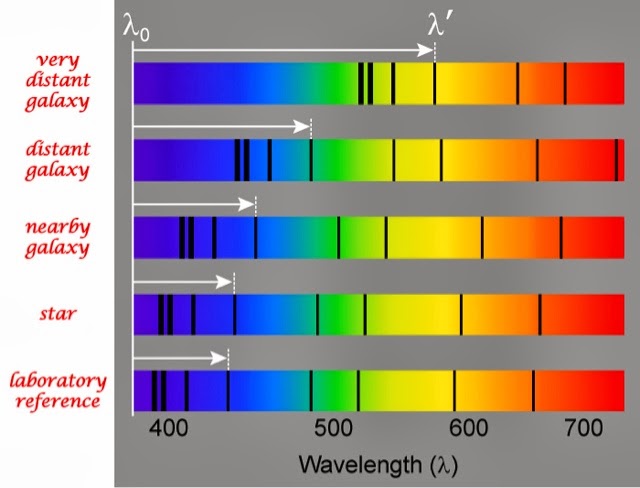 λ₀ λ′
very
distant
galaxy
distant
galaxy
nearby
galaxy
star
laboratory
reference
400 500 600 700
Wavelength (λ)